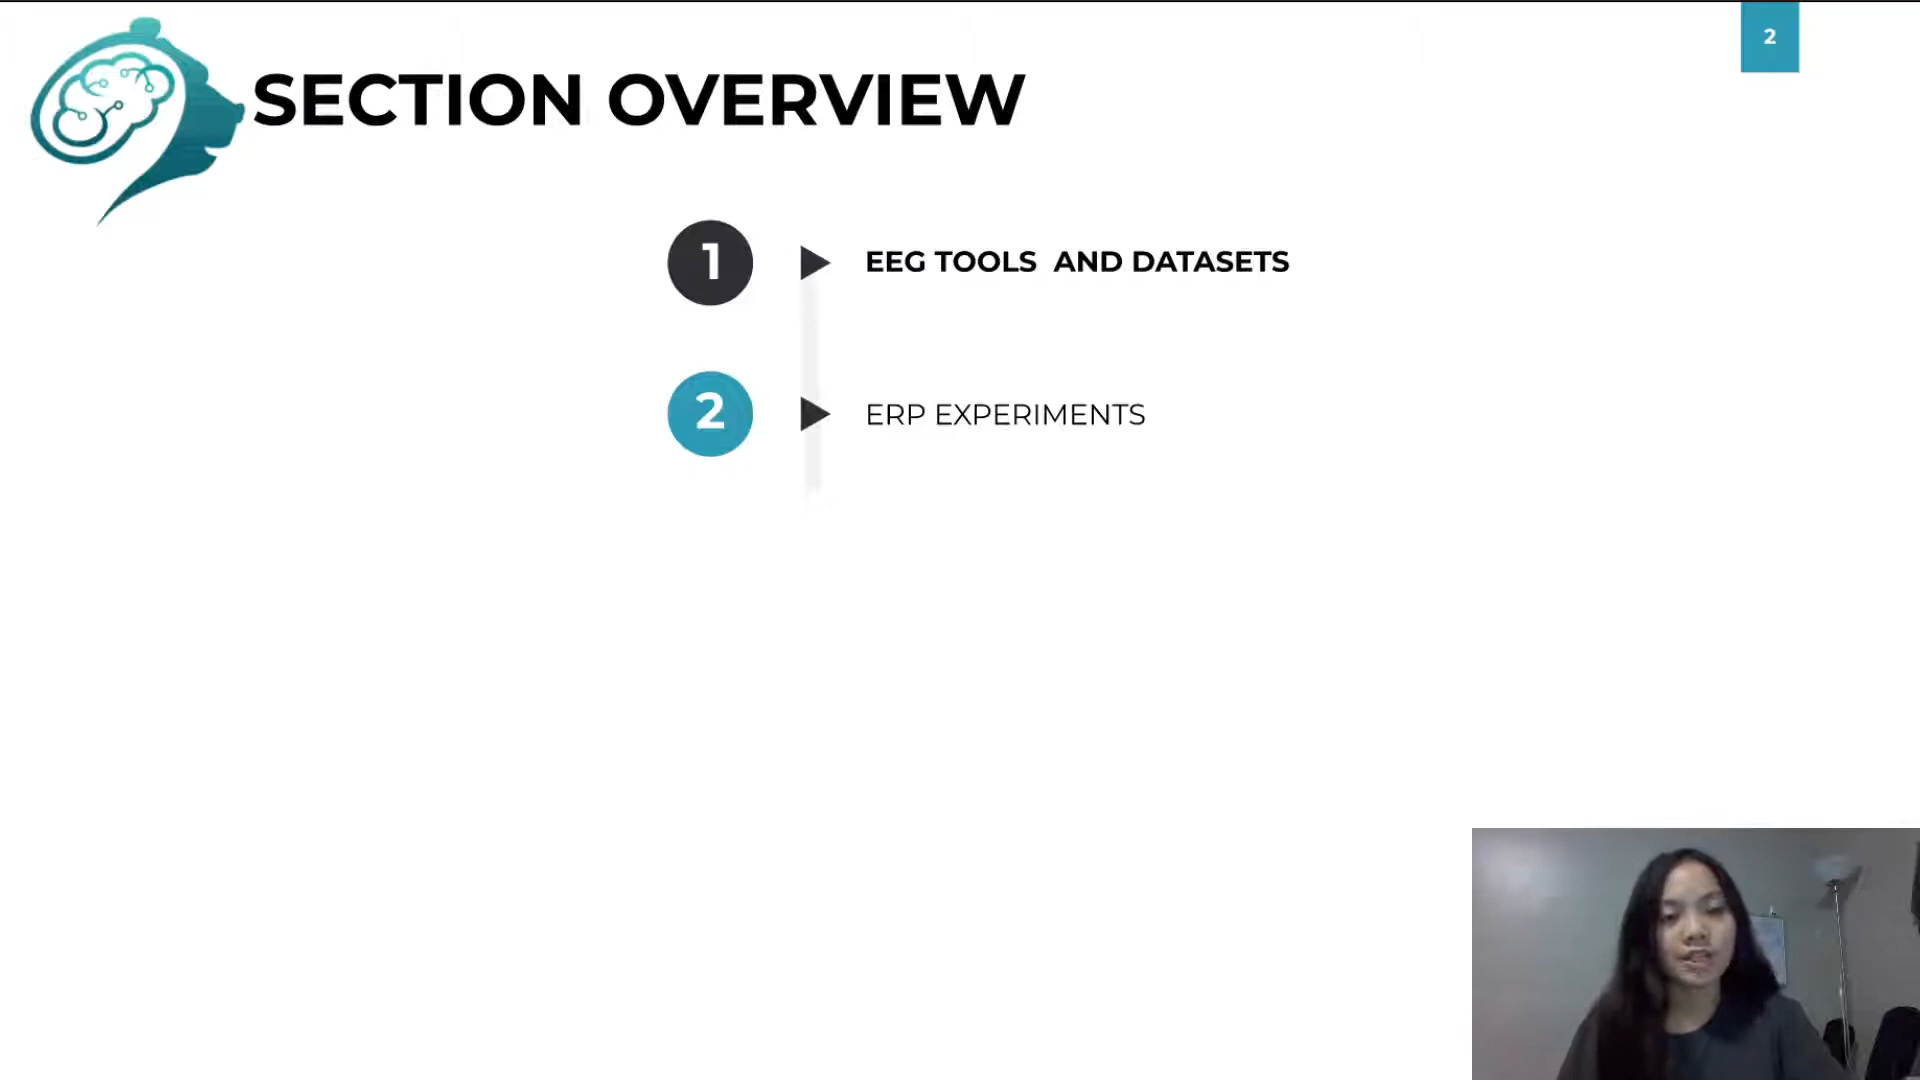 2
SECTION OVERVIEW
1 EEG TOOLS AND DATASETS
2 ERP EXPERIMENTS